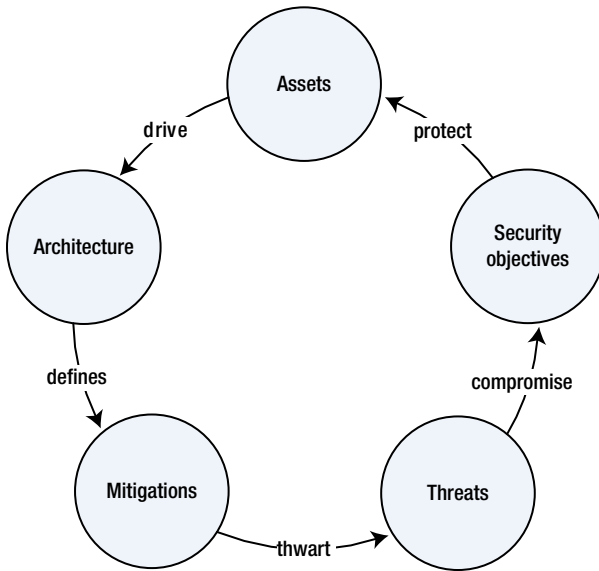 Assets
drive
protect
Architecture
Security
objectives
defines
compromise
Mitigations
Threats
thwart